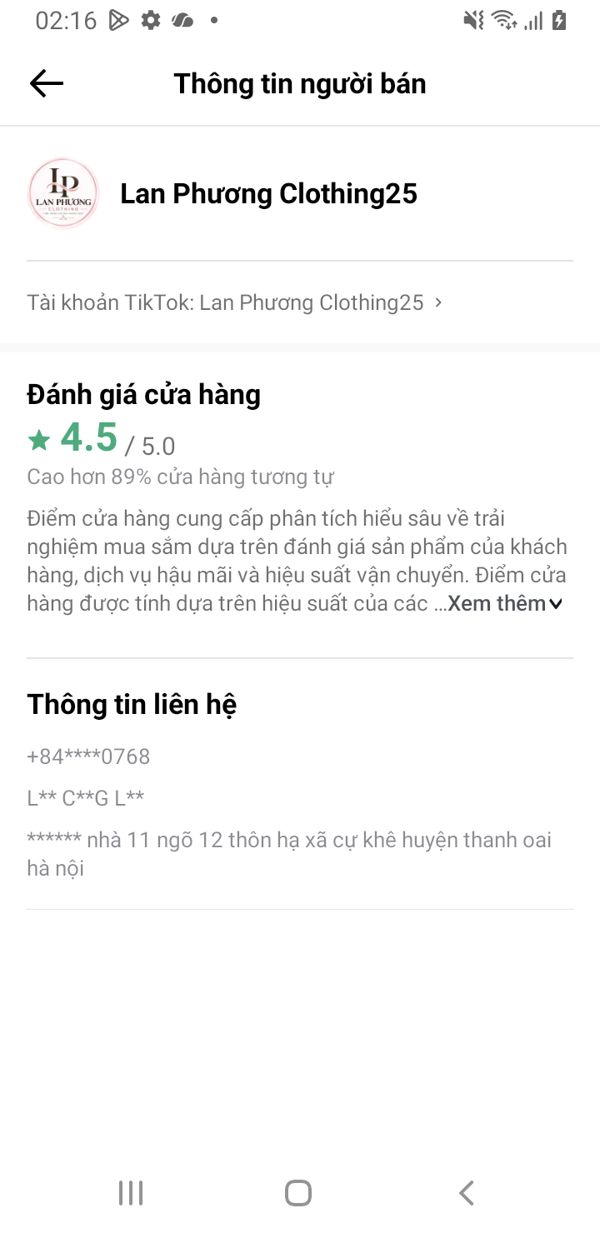 02:16
Thông tin người bán
LP
LAN PHƯƠNG
CLOTHING
Lan Phương Clothing25
Tài khoản TikTok: Lan Phương Clothing25 >
Đánh giá cửa hàng
★ 4.5 / 5.0
Cao hơn 89% cửa hàng tương tự
Điểm cửa hàng cung cấp phân tích hiểu sâu về trải
nghiệm mua sắm dựa trên đánh giá sản phẩm của khách
hàng, dịch vụ hậu mãi và hiệu suất vận chuyển. Điểm cửa
hàng được tính dựa trên hiệu suất của các ...Xem thêm
Thông tin liên hệ
+84****0768
L** C**G L**
****** nhà 11 ngõ 12 thôn hạ xã cự khê huyện thanh oai
hà nội